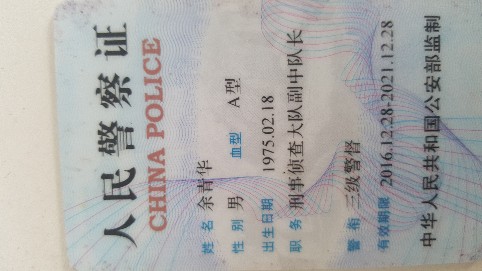 人民警察证
CHINA POLICE
姓名 余青华
性别 男 血型 A型
出生日期 1975.02.18
职务 刑事侦查大队副中队长
警衔 三级警督
有效期限 2016.12.28-2021.12.28
中华人民共和国公安部监制